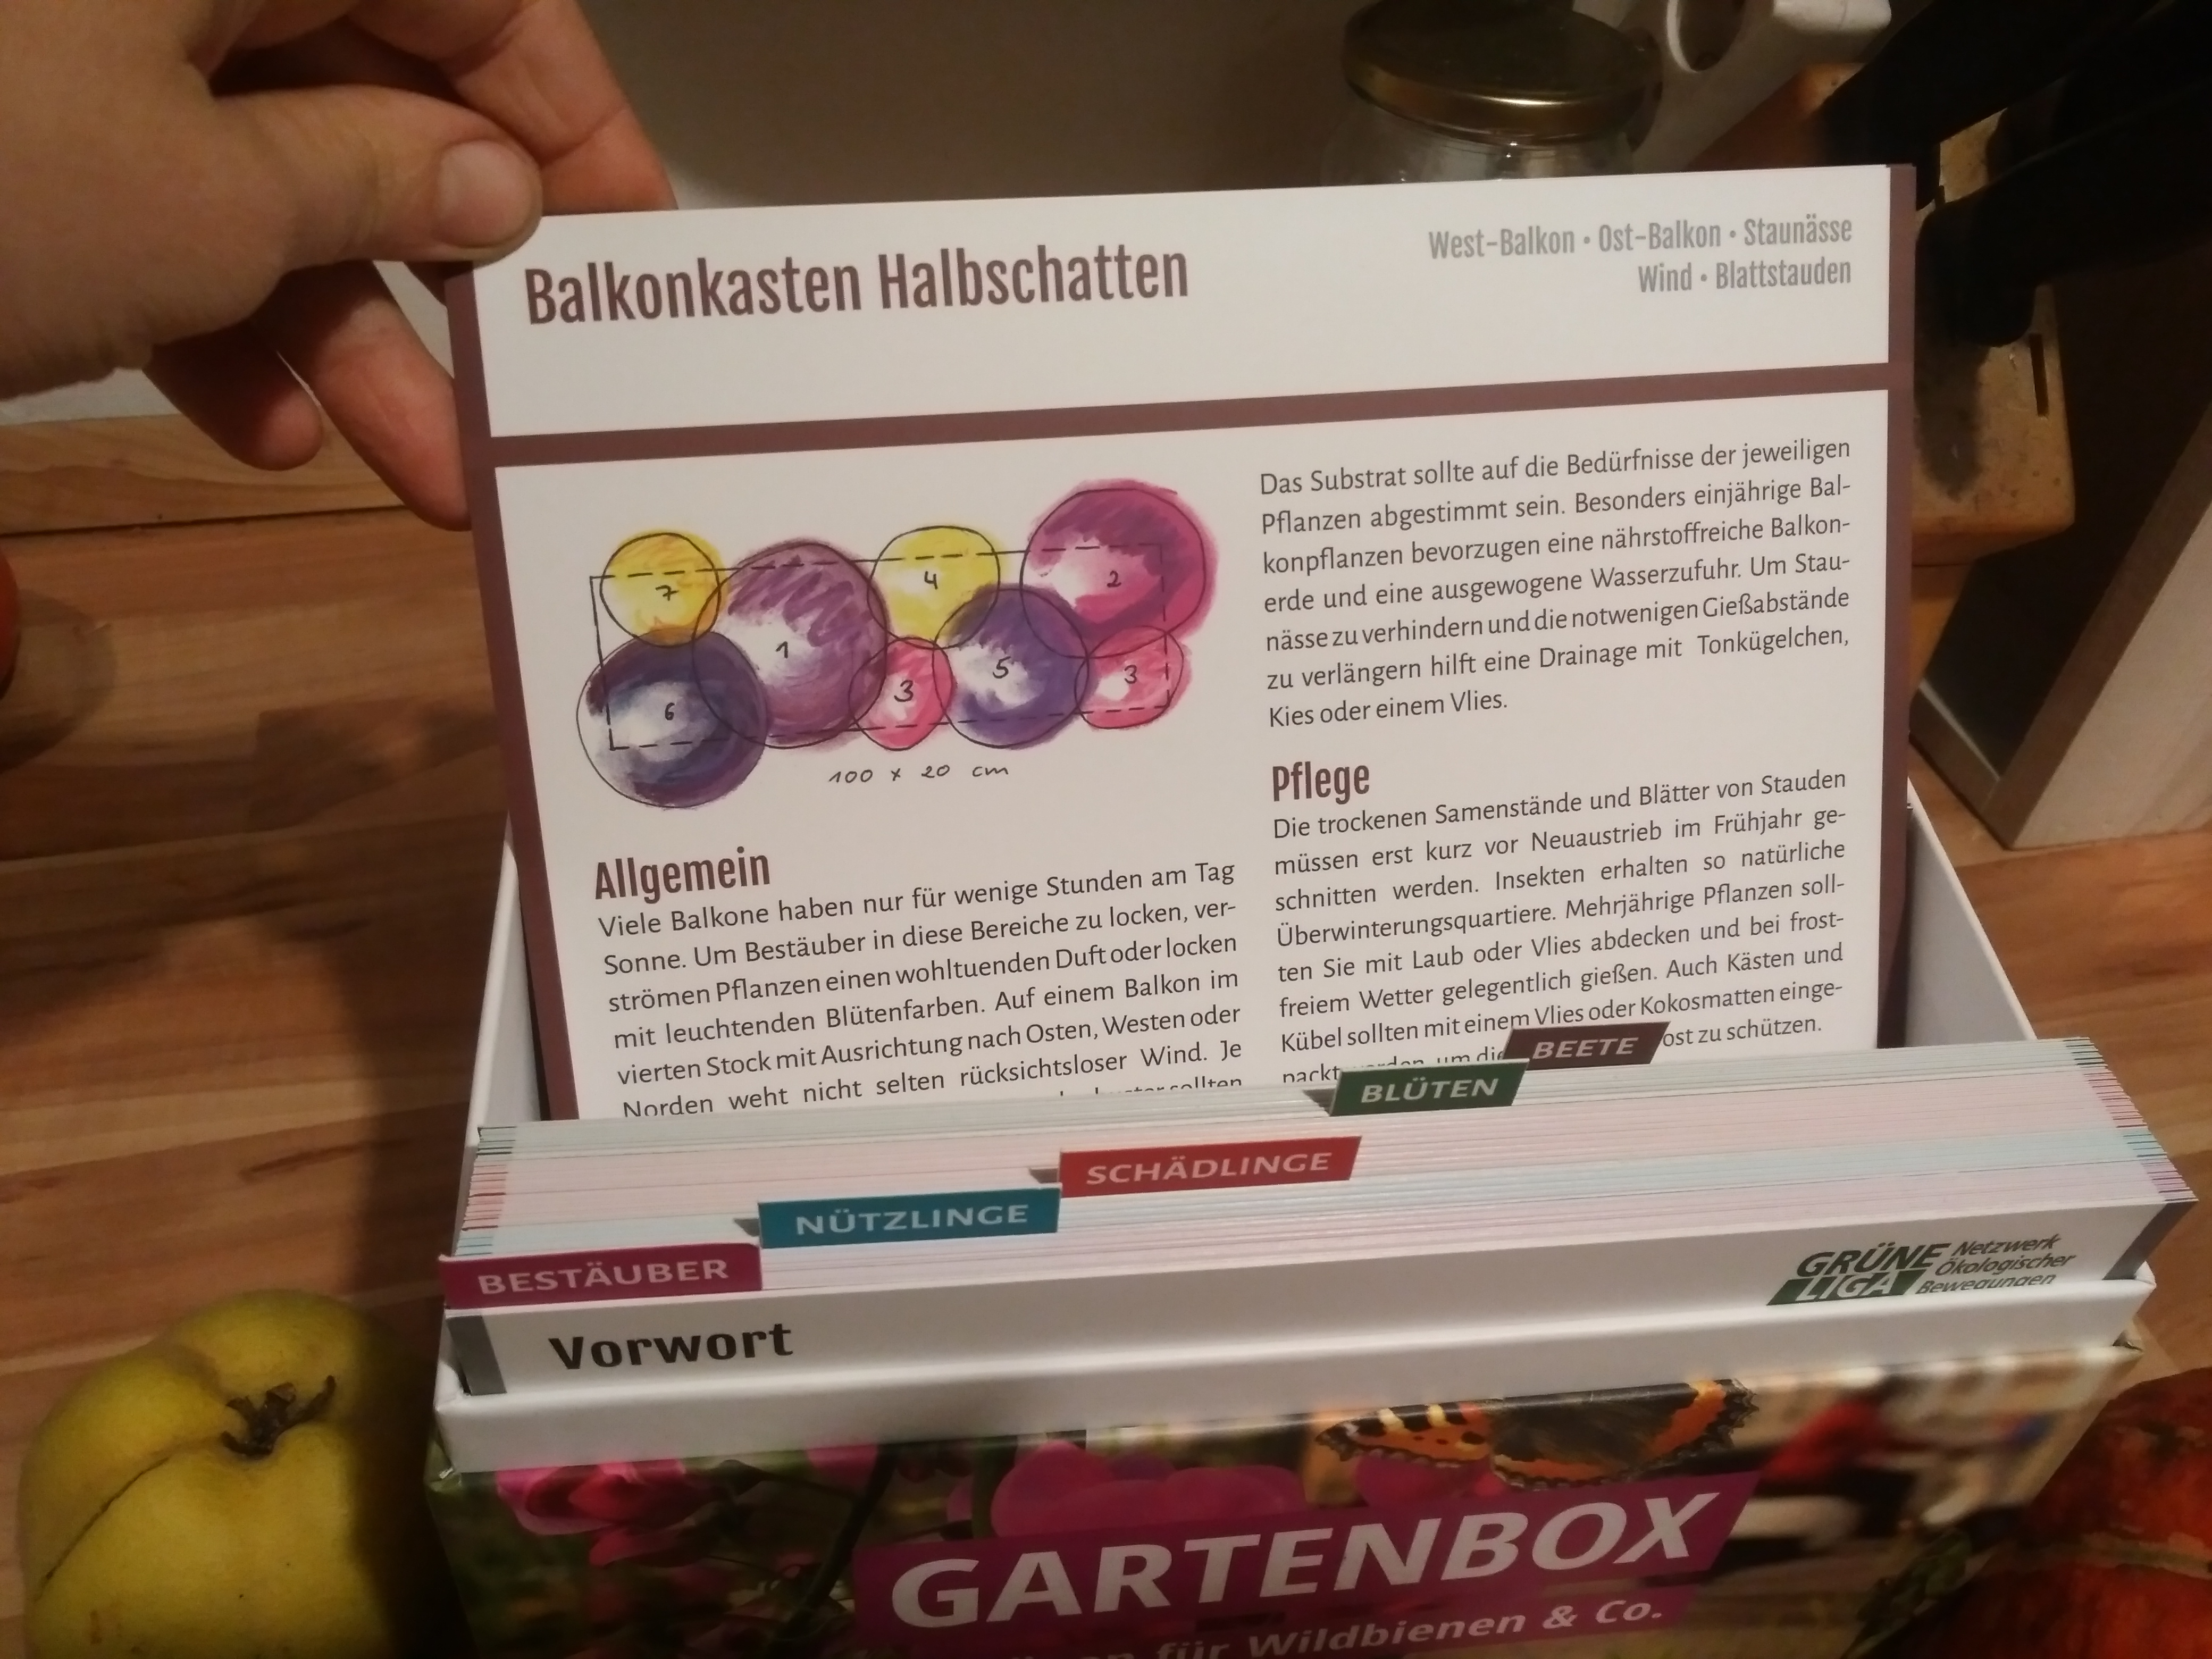 Balkonkasten Halbschatten
West-Balkon • Ost-Balkon • Staunässe
Wind • Blattstauden
7
1
4
2
6
3
5
3
100 x 20 cm
Allgemein
Viele Balkone haben nur für wenige Stunden am Tag
Sonne. Um Bestäuber in diese Bereiche zu locken, ver-
strömen Pflanzen einen wohltuenden Duft oder locken
mit leuchtenden Blütenfarben. Auf einem Balkon im
vierten Stock mit Ausrichtung nach Osten, Westen oder
Norden weht nicht selten rücksichtsloser Wind. Je
sollten
Das Substrat sollte auf die Bedürfnisse der jeweiligen
Pflanzen abgestimmt sein. Besonders einjährige Bal-
konpflanzen bevorzugen eine nährstoffreiche Balkon-
erde und eine ausgewogene Wasserzufuhr. Um Stau-
nässe zu verhindern und die notwenigen Gießabstände
zu verlängern hilft eine Drainage mit Tonkügelchen,
Kies oder einem Vlies.
Pflege
Die trockenen Samenstände und Blätter von Stauden
müssen erst kurz vor Neuaustrieb im Frühjahr ge-
schnitten werden. Insekten erhalten so natürliche
Überwinterungsquartiere. Mehrjährige Pflanzen soll-
ten Sie mit Laub oder Vlies abdecken und bei frost-
freiem Wetter gelegentlich gießen. Auch Kästen und
Kübel sollten mit einem Vlies oder Kokosmatten einge-
packt werden, um die ost zu schützen.
BEETE
BLÜTEN
SCHÄDLINGE
NÜTZLINGE
BESTÄUBER
Vorwort
GRÜNE LIGA
Netzwerk
Ökologischer
Bewegungen
GARTENBOX
für Wildbienen & Co.